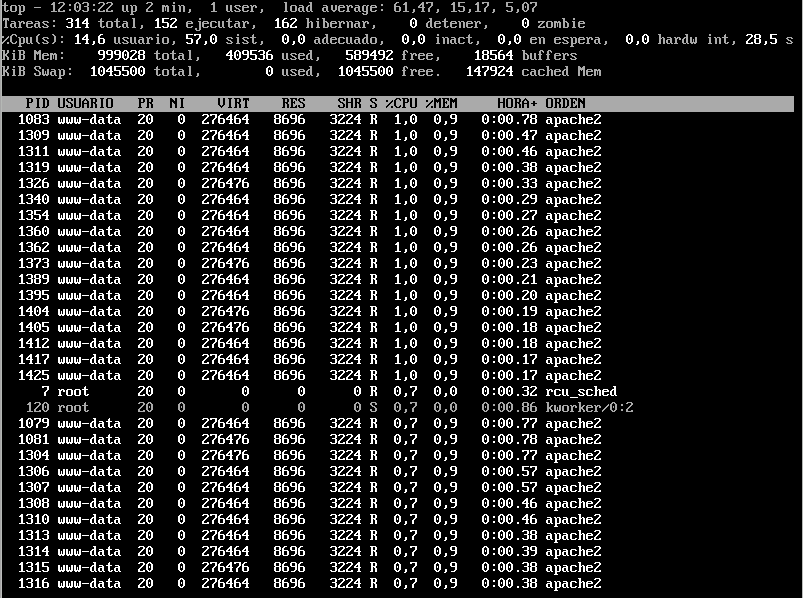 top - 12:03:22 up 2 min,  1 user,  load average: 61,47, 15,17, 5,07
Tareas: 314 total, 152 ejecutar,  162 hibernar,    0 detener,    0 zombie
%Cpu(s): 14,6 usuario, 57,0 sist,  0,0 adecuado,  0,0 inact,  0,0 en espera,  0,0 hardw int, 28,5 s
KiB Mem:    999028 total,   409536 used,   589492 free,    18564 buffers
KiB Swap:  1045500 total,        0 used,  1045500 free.   147924 cached Mem
PID USUARIO   PR  NI    VIRT    RES    SHR S %CPU %MEM     HORA+ ORDEN
1083 www-data  20   0  276464   8696   3224 R  1,0  0,9   0:00.78 apache2
1309 www-data  20   0  276464   8696   3224 R  1,0  0,9   0:00.47 apache2
1311 www-data  20   0  276464   8696   3224 R  1,0  0,9   0:00.46 apache2
1319 www-data  20   0  276464   8696   3224 R  1,0  0,9   0:00.38 apache2
1326 www-data  20   0  276476   8696   3224 R  1,0  0,9   0:00.33 apache2
1340 www-data  20   0  276464   8696   3224 R  1,0  0,9   0:00.29 apache2
1354 www-data  20   0  276464   8696   3224 R  1,0  0,9   0:00.27 apache2
1360 www-data  20   0  276464   8696   3224 R  1,0  0,9   0:00.26 apache2
1362 www-data  20   0  276464   8696   3224 R  1,0  0,9   0:00.26 apache2
1373 www-data  20   0  276476   8696   3224 R  1,0  0,9   0:00.23 apache2
1389 www-data  20   0  276464   8696   3224 R  1,0  0,9   0:00.21 apache2
1395 www-data  20   0  276464   8696   3224 R  1,0  0,9   0:00.20 apache2
1404 www-data  20   0  276476   8696   3224 R  1,0  0,9   0:00.19 apache2
1405 www-data  20   0  276476   8696   3224 R  1,0  0,9   0:00.18 apache2
1412 www-data  20   0  276464   8696   3224 R  1,0  0,9   0:00.18 apache2
1417 www-data  20   0  276464   8696   3224 R  1,0  0,9   0:00.17 apache2
1425 www-data  20   0  276464   8696   3224 R  1,0  0,9   0:00.17 apache2
7 root      20   0       0      0      0 R  0,7  0,0   0:00.32 rcu_sched
120 root      20   0       0      0      0 S  0,7  0,0   0:00.86 kworker/0:2
1079 www-data  20   0  276464   8696   3224 R  0,7  0,9   0:00.77 apache2
1081 www-data  20   0  276476   8696   3224 R  0,7  0,9   0:00.78 apache2
1304 www-data  20   0  276476   8696   3224 R  0,7  0,9   0:00.77 apache2
1306 www-data  20   0  276464   8696   3224 R  0,7  0,9   0:00.57 apache2
1307 www-data  20   0  276464   8696   3224 R  0,7  0,9   0:00.57 apache2
1308 www-data  20   0  276464   8696   3224 R  0,7  0,9   0:00.46 apache2
1310 www-data  20   0  276464   8696   3224 R  0,7  0,9   0:00.46 apache2
1313 www-data  20   0  276464   8696   3224 R  0,7  0,9   0:00.38 apache2
1314 www-data  20   0  276464   8696   3224 R  0,7  0,9   0:00.39 apache2
1315 www-data  20   0  276476   8696   3224 R  0,7  0,9   0:00.38 apache2
1316 www-data  20   0  276464   8696   3224 R  0,7  0,9   0:00.38 apache2